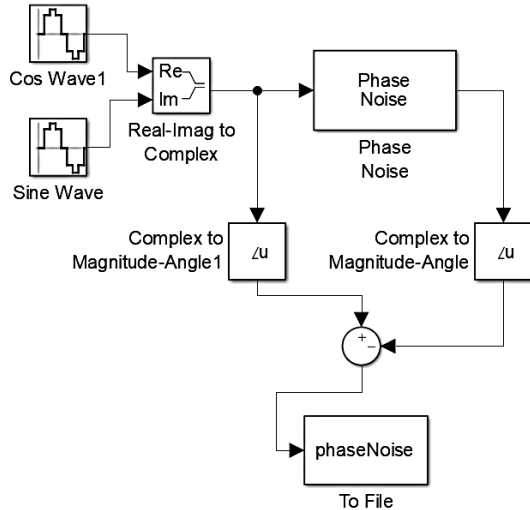 Cos Wave1
Sine Wave
Re
Im
Real-Imag to
Complex
Phase
Noise
Phase
Noise
Complex to
Magnitude-Angle1
∠u
Complex to
Magnitude-Angle
∠u
+
−
phaseNoise
To File